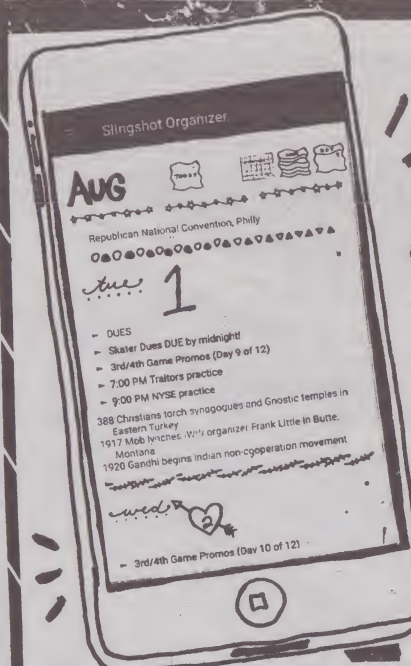 Slingshot Organizer
AUG
TODAY
DAY
Republican National Convention, Philly
tue 1
– DUES
– Skater Dues DUE by midnight!
– 3rd/4th Game Promos (Day 9 of 12)
– 7:00 PM Traitors practice
– 9:00 PM NYSE practice
388 Christians torch synagogues and Gnostic temples in
Eastern Turkey
1917 Mob lynches organizer Frank Little in Butte,
Montana
1920 Gandhi begins Indian non-cooperation movement
wed 2
– 3rd/4th Game Promos (Day 10 of 12)